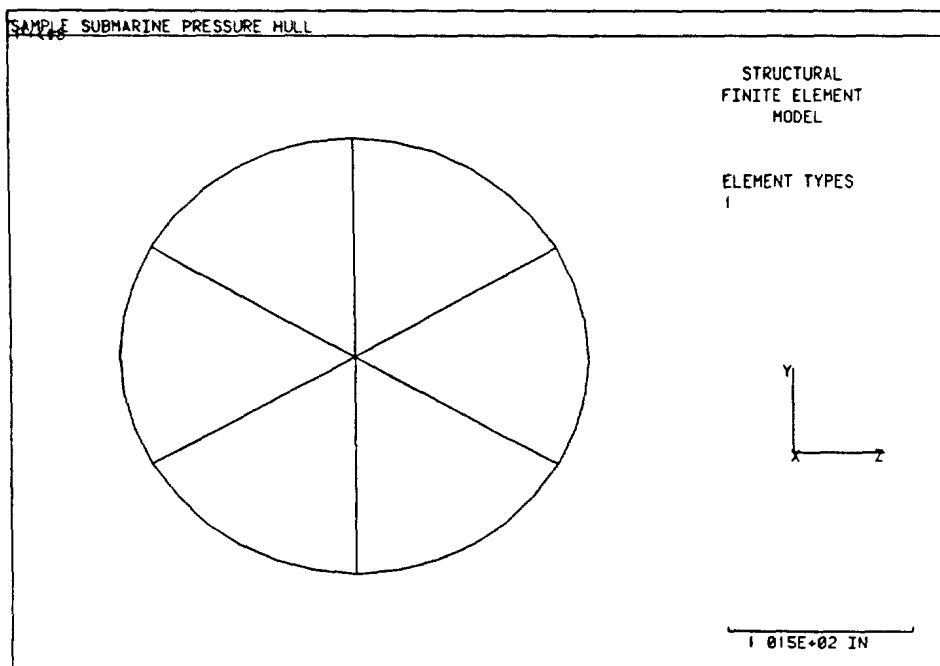 SAMPLE SUBMARINE PRESSURE HULL
STRUCTURAL
FINITE ELEMENT
MODEL
ELEMENT TYPES
1
Y
X
Z
1 015E+02 IN